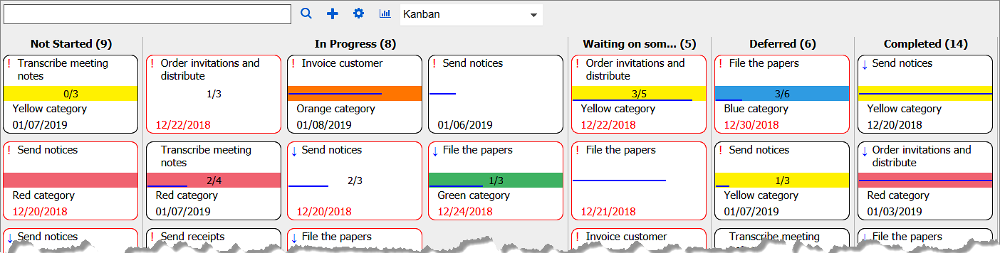 Kanban
Not Started (9)
In Progress (8)
Waiting on som... (5)
Deferred (6)
Completed (14)
! Transcribe meeting
notes
0/3
Yellow category
01/07/2019
! Order invitations and
distribute
1/3
12/22/2018
! Invoice customer
Orange category
01/08/2019
! Send notices
01/06/2019
! Order invitations and
distribute
3/5
Yellow category
12/22/2018
! File the papers
3/6
Blue category
12/30/2018
↓ Send notices
Yellow category
12/20/2018
! Send notices
Red category
12/20/2018
Transcribe meeting
notes
2/4
Red category
01/07/2019
↓ Send notices
2/3
12/20/2018
↓ File the papers
1/3
Green category
12/24/2018
! File the papers
12/21/2018
! Send notices
1/3
Yellow category
01/07/2019
↓ Order invitations and
distribute
Red category
01/03/2019
↓ Send notices
! Send receipts
↓ File the papers
! Invoice customer
Transcribe meeting
↓ File the papers